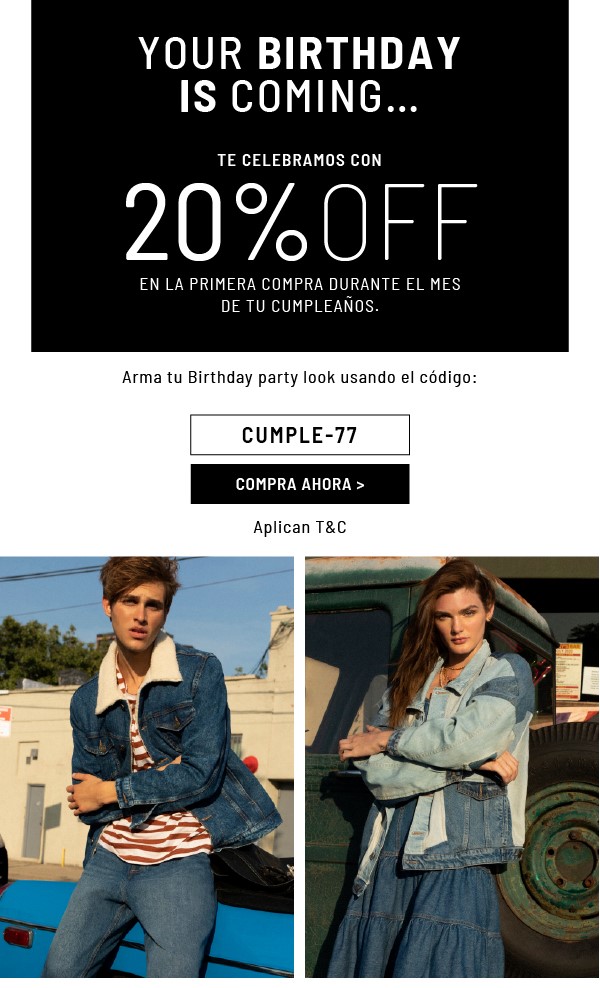 YOUR BIRTHDAY
IS COMING...
TE CELEBRAMOS CON
20%OFF
EN LA PRIMERA COMPRA DURANTE EL MES
DE TU CUMPLEAÑOS.
Arma tu Birthday party look usando el código:
CUMPLE-77
COMPRA AHORA >
Aplican T&C